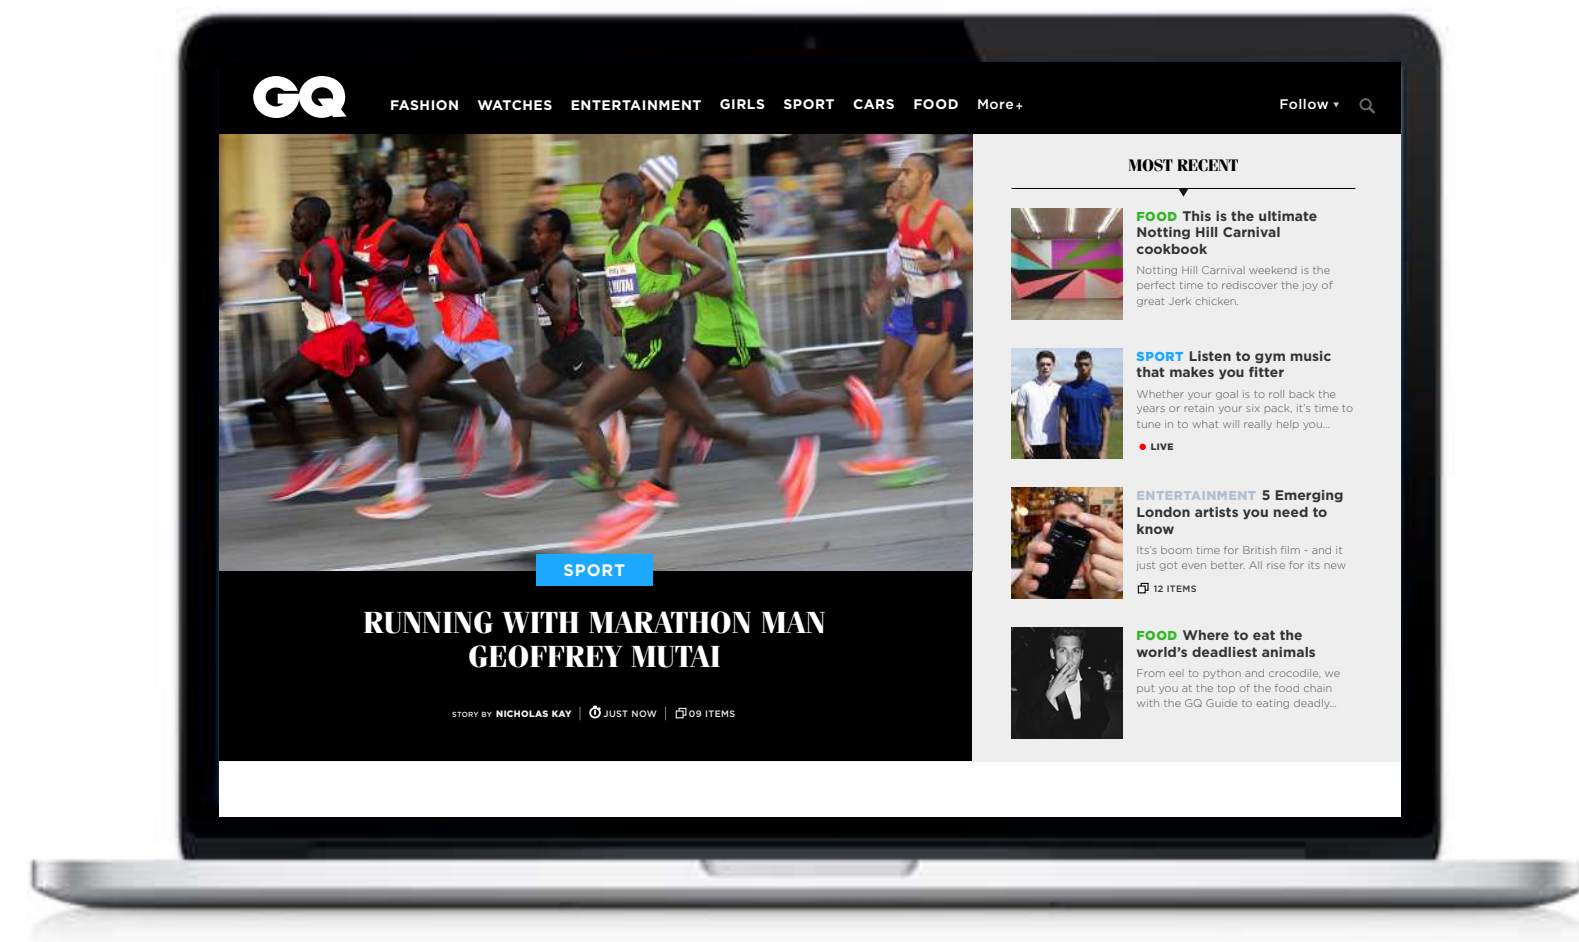 GQ
FASHION WATCHES ENTERTAINMENT GIRLS SPORT CARS FOOD More+
Follow
MUTAI
SPORT
RUNNING WITH MARATHON MAN
GEOFFREY MUTAI
STORY BY NICHOLAS KAY | JUST NOW | 09 ITEMS
MOST RECENT
FOOD This is the ultimate
Notting Hill Carnival
cookbook
Notting Hill Carnival weekend is the
perfect time to rediscover the joy of
great Jerk chicken.
SPORT Listen to gym music
that makes you fitter
Whether your goal is to roll back the
years or retain your six pack, it's time to
tune in to what will really help you...
LIVE
ENTERTAINMENT 5 Emerging
London artists you need to
know
Its's boom time for British film - and it
just got even better. All rise for its new
12 ITEMS
FOOD Where to eat the
world's deadliest animals
From eel to python and crocodile, we
put you at the top of the food chain
with the GQ Guide to eating deadly...